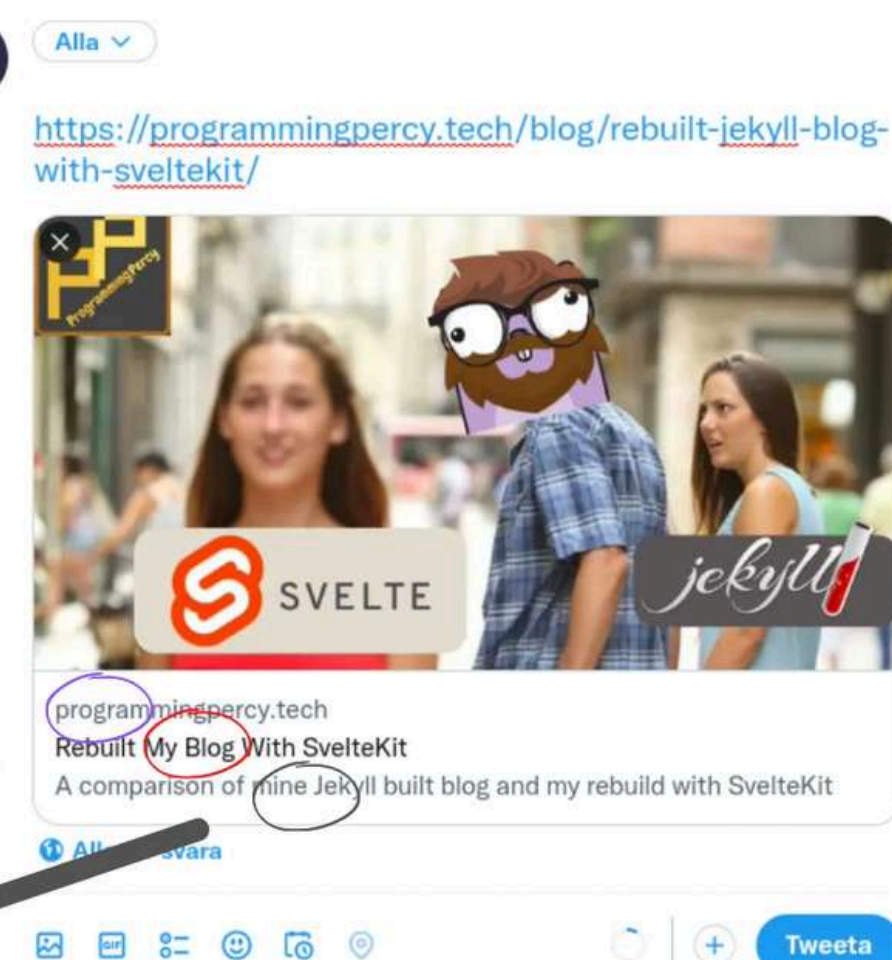 Alla
https://programmingpercy.tech/blog/rebuilt-jekyll-blog-
with-sveltekit/
ProgrammingPercy
SVELTE
jekyll
programmingpercy.tech
Rebuilt My Blog With SvelteKit
A comparison of mine Jekyll built blog and my rebuild with SvelteKit
svara
GIF
Tweeta